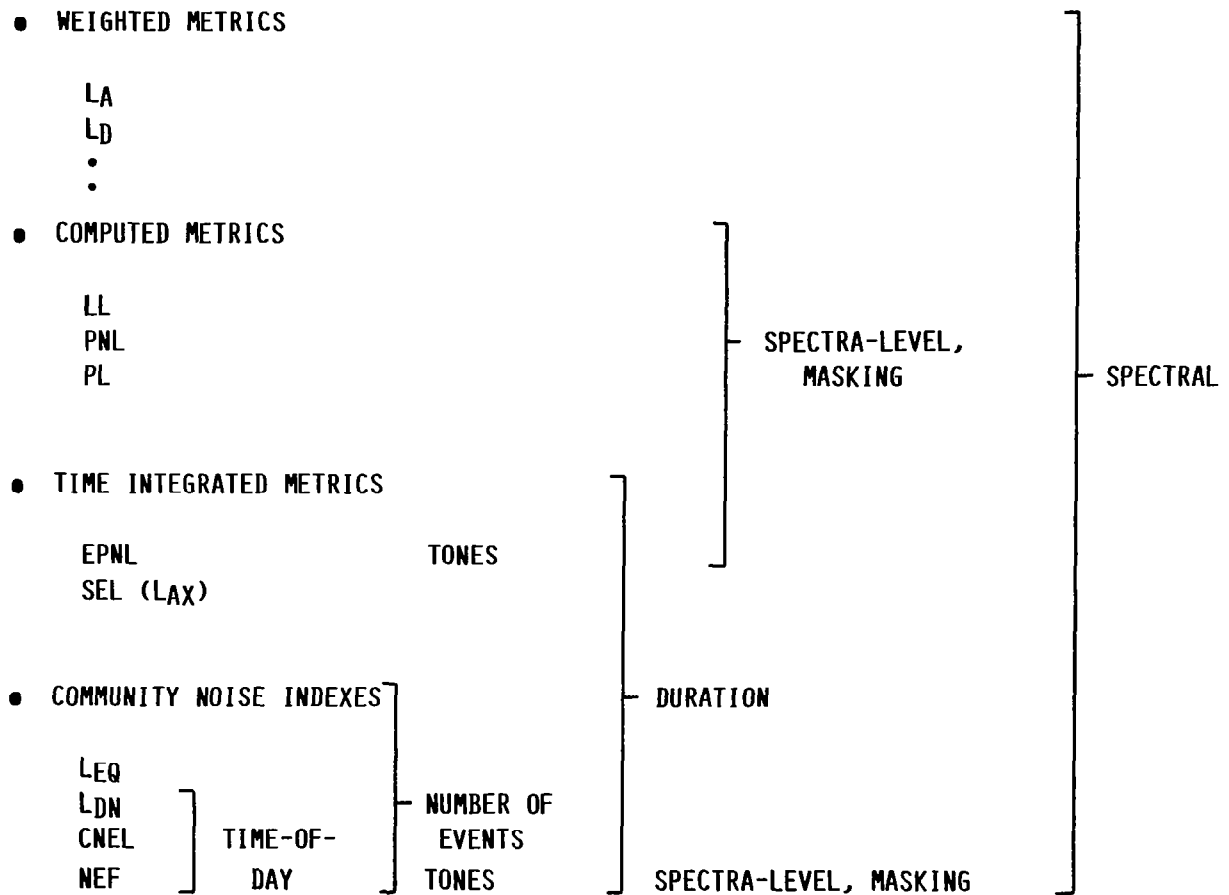 • WEIGHTED METRICS
LA
LD
•
•
• COMPUTED METRICS
LL
PNL
PL
SPECTRA-LEVEL,
MASKING
SPECTRAL
• TIME INTEGRATED METRICS
EPNL TONES
SEL (LAX)
• COMMUNITY NOISE INDEXES
DURATION
LEQ
LDN
CNEL
NEF
TIME-OF-
DAY
NUMBER OF
EVENTS
TONES
SPECTRA-LEVEL, MASKING